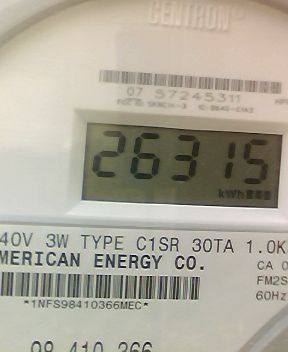 CENTRON®
07 57245311
26315
kWh
40V 3W TYPE C1SR 30TA 1.0K
MERICAN ENERGY CO.
CA 0
FM2S
60Hz
*1NFS98410366MEC*
98 410 366